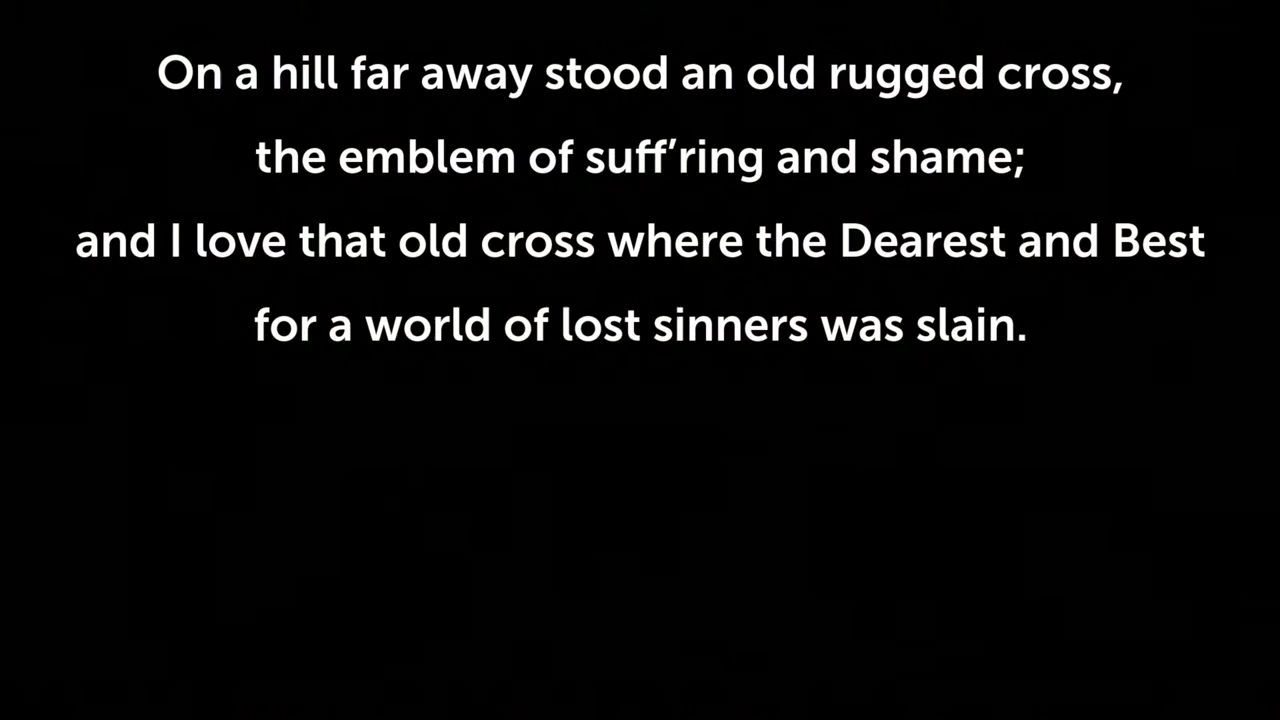 On a hill far away stood an old rugged cross,
the emblem of suff’ring and shame;
and I love that old cross where the Dearest and Best
for a world of lost sinners was slain.